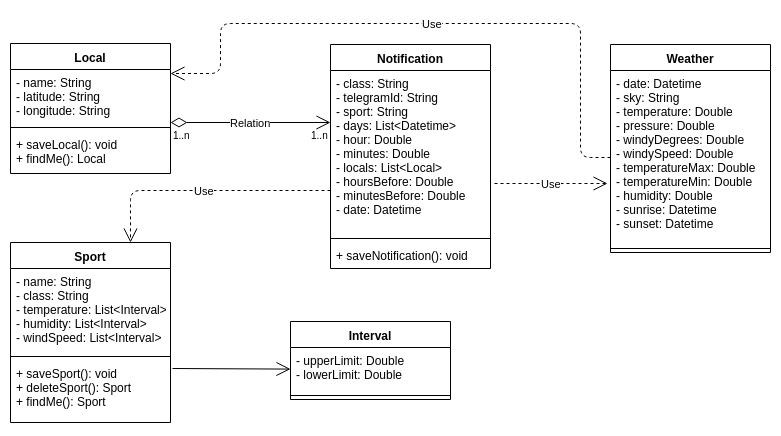 Use
Local
- name: String
- latitude: String
- longitude: String
+ saveLocal(): void
+ findMe(): Local
Relation
1..n
1..n
Notification
- class: String
- telegramId: String
- sport: String
- days: List<Datetime>
- hour: Double
- minutes: Double
- locals: List<Local>
- hoursBefore: Double
- minutesBefore: Double
- date: Datetime
+ saveNotification(): void
Use
Weather
- date: Datetime
- sky: String
- temperature: Double
- pressure: Double
- windyDegrees: Double
- windySpeed: Double
- temperatureMax: Double
- temperatureMin: Double
- humidity: Double
- sunrise: Datetime
- sunset: Datetime
Use
Sport
- name: String
- class: String
- temperature: List<Interval>
- humidity: List<Interval>
- windSpeed: List<Interval>
+ saveSport(): void
+ deleteSport(): Sport
+ findMe(): Sport
Interval
- upperLimit: Double
- lowerLimit: Double